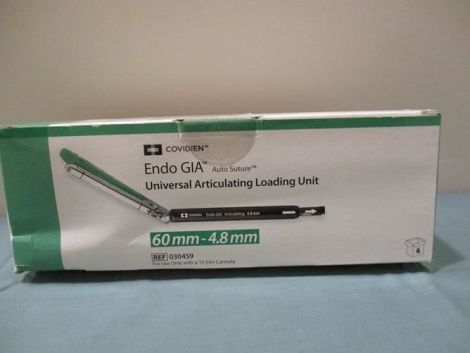 COVIDIEN™
Endo GIA™ Auto Suture™
Universal Articulating Loading Unit
COVIDIEN Endo GIA Articulating 4.8 mm
60 mm - 4.8 mm
REF 030459
For Use Only with a 15 mm Cannula
6